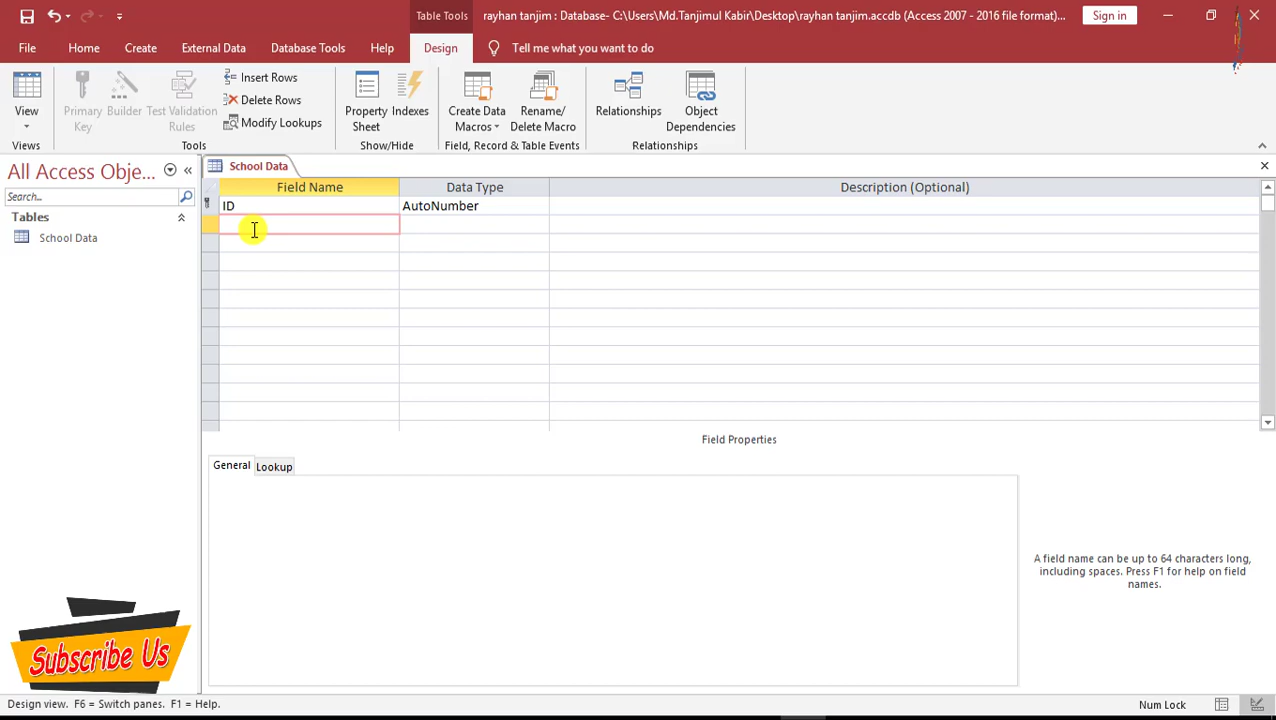 Table Tools
rayhan tanjim : Database- C:\Users\Md.Tanjimul Kabir\Desktop\rayhan tanjim.accdb (Access 2007 - 2016 file format)...
Sign in
File Home Create External Data Database Tools Help Design Tell me what you want to do
View
Primary Key
Builder
Test Validation Rules
Insert Rows
Delete Rows
Modify Lookups
Property Sheet
Indexes
Create Data Macros
Rename/ Delete Macro
Relationships
Object Dependencies
Views Tools Show/Hide Field, Record & Table Events Relationships
All Access Obje...
Search...
Tables
School Data
School Data
Field Name Data Type Description (Optional)
ID AutoNumber
Field Properties
General Lookup
A field name can be up to 64 characters long,
including spaces. Press F1 for help on field
names.
Subscribe Us
Design view. F6 = Switch panes. F1 = Help.
Num Lock